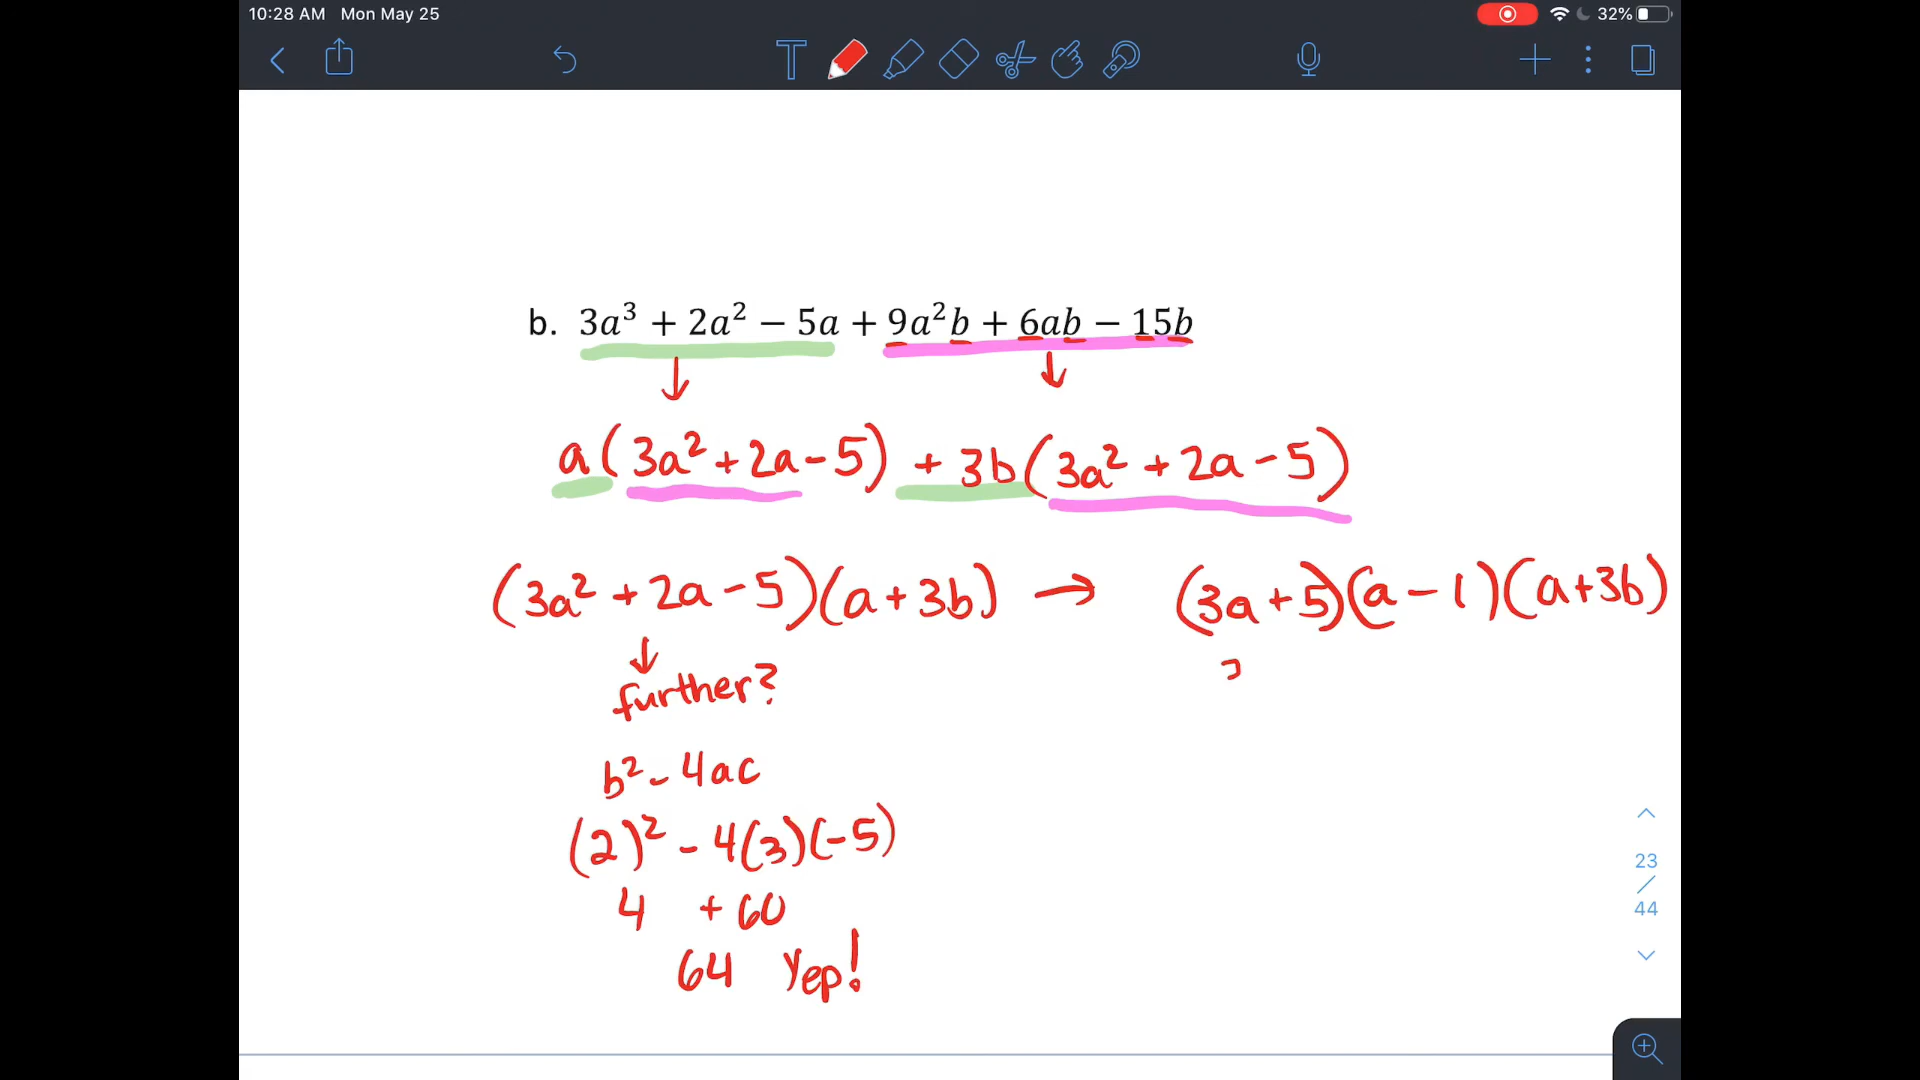 10:28 AM Mon May 25
32%
b. 3a³ + 2a² − 5a + 9a²b + 6ab − 15b
a(3a² + 2a - 5) + 3b(3a² + 2a - 5)
(3a² + 2a - 5)(a + 3b) → (3a + 5)(a - 1)(a + 3b)
further?
b² - 4ac
(2)² - 4(3)(-5)
4 + 60
64 Yep!
23
/
44